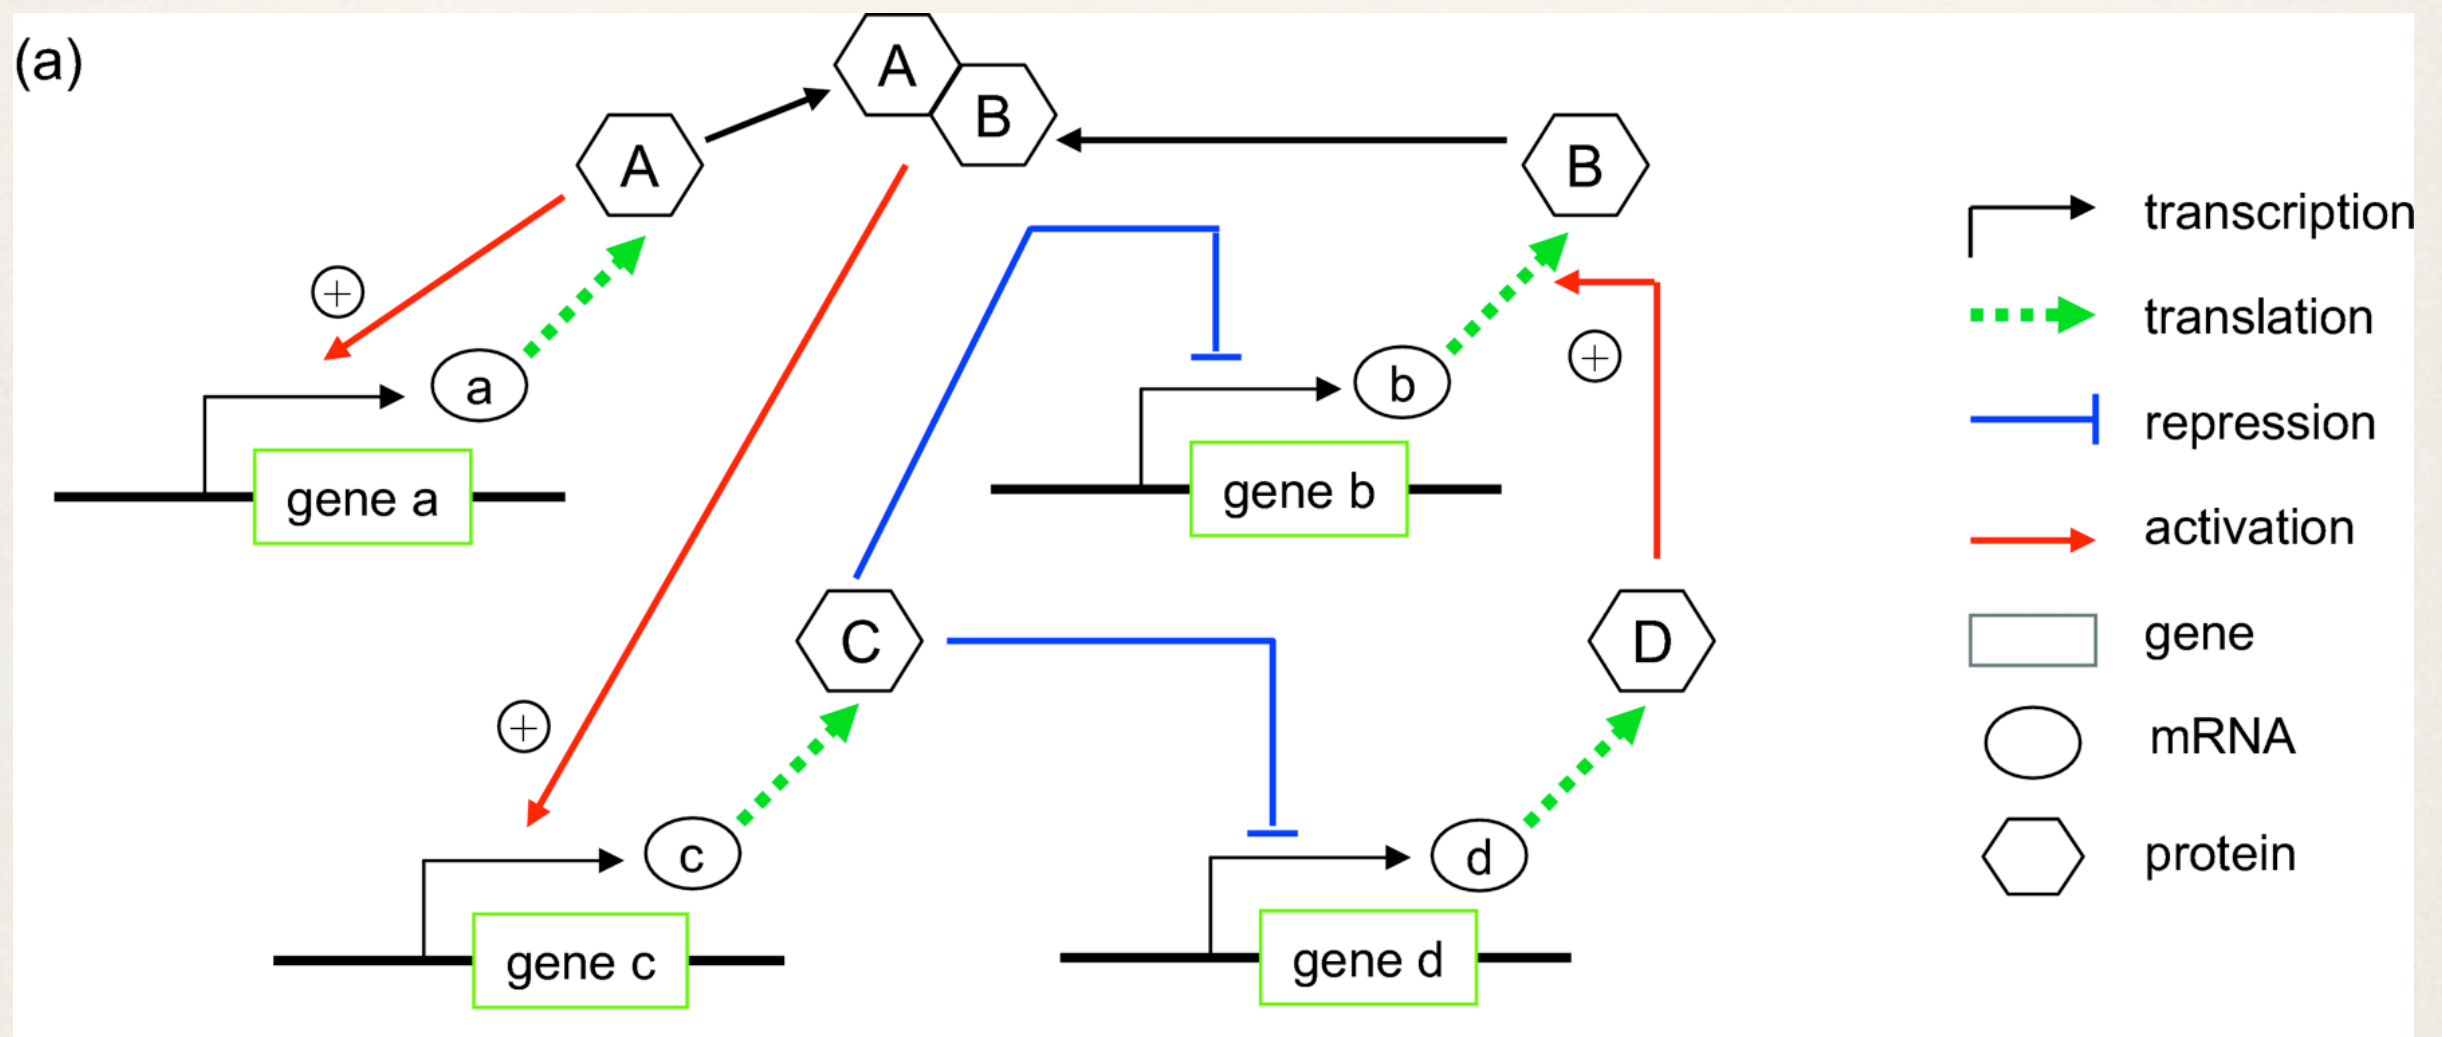 (a)
A
B
A
B
+
a
gene a
b
+
gene b
C
D
+
c
gene c
d
gene d
transcription
translation
repression
activation
gene
mRNA
protein